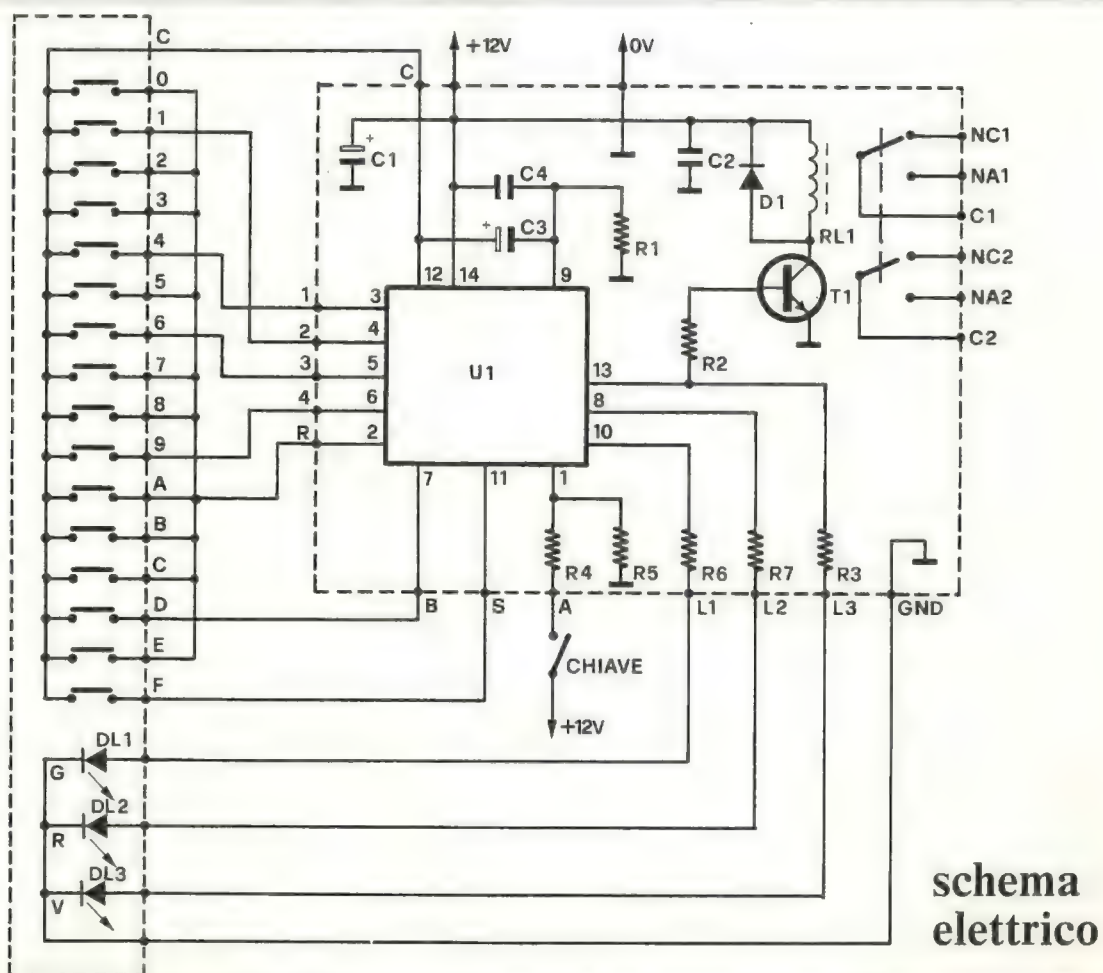 C
0
1
2
3
4
5
6
7
8
9
A
B
C
D
E
F
DL1
G
DL2
R
DL3
V
C
+12V
0V
+
C1
C4
+
C3
R1
C2
D1
RL1
T1
R2
NC1
NA1
C1
NC2
NA2
C2
12
14
9
1
3
2
4
3
5
4
6
R
2
U1
13
8
10
7
11
1
R4
R5
R6
R7
R3
B
S
A
L1
L2
L3
GND
CHIAVE
+12V
schema
elettrico